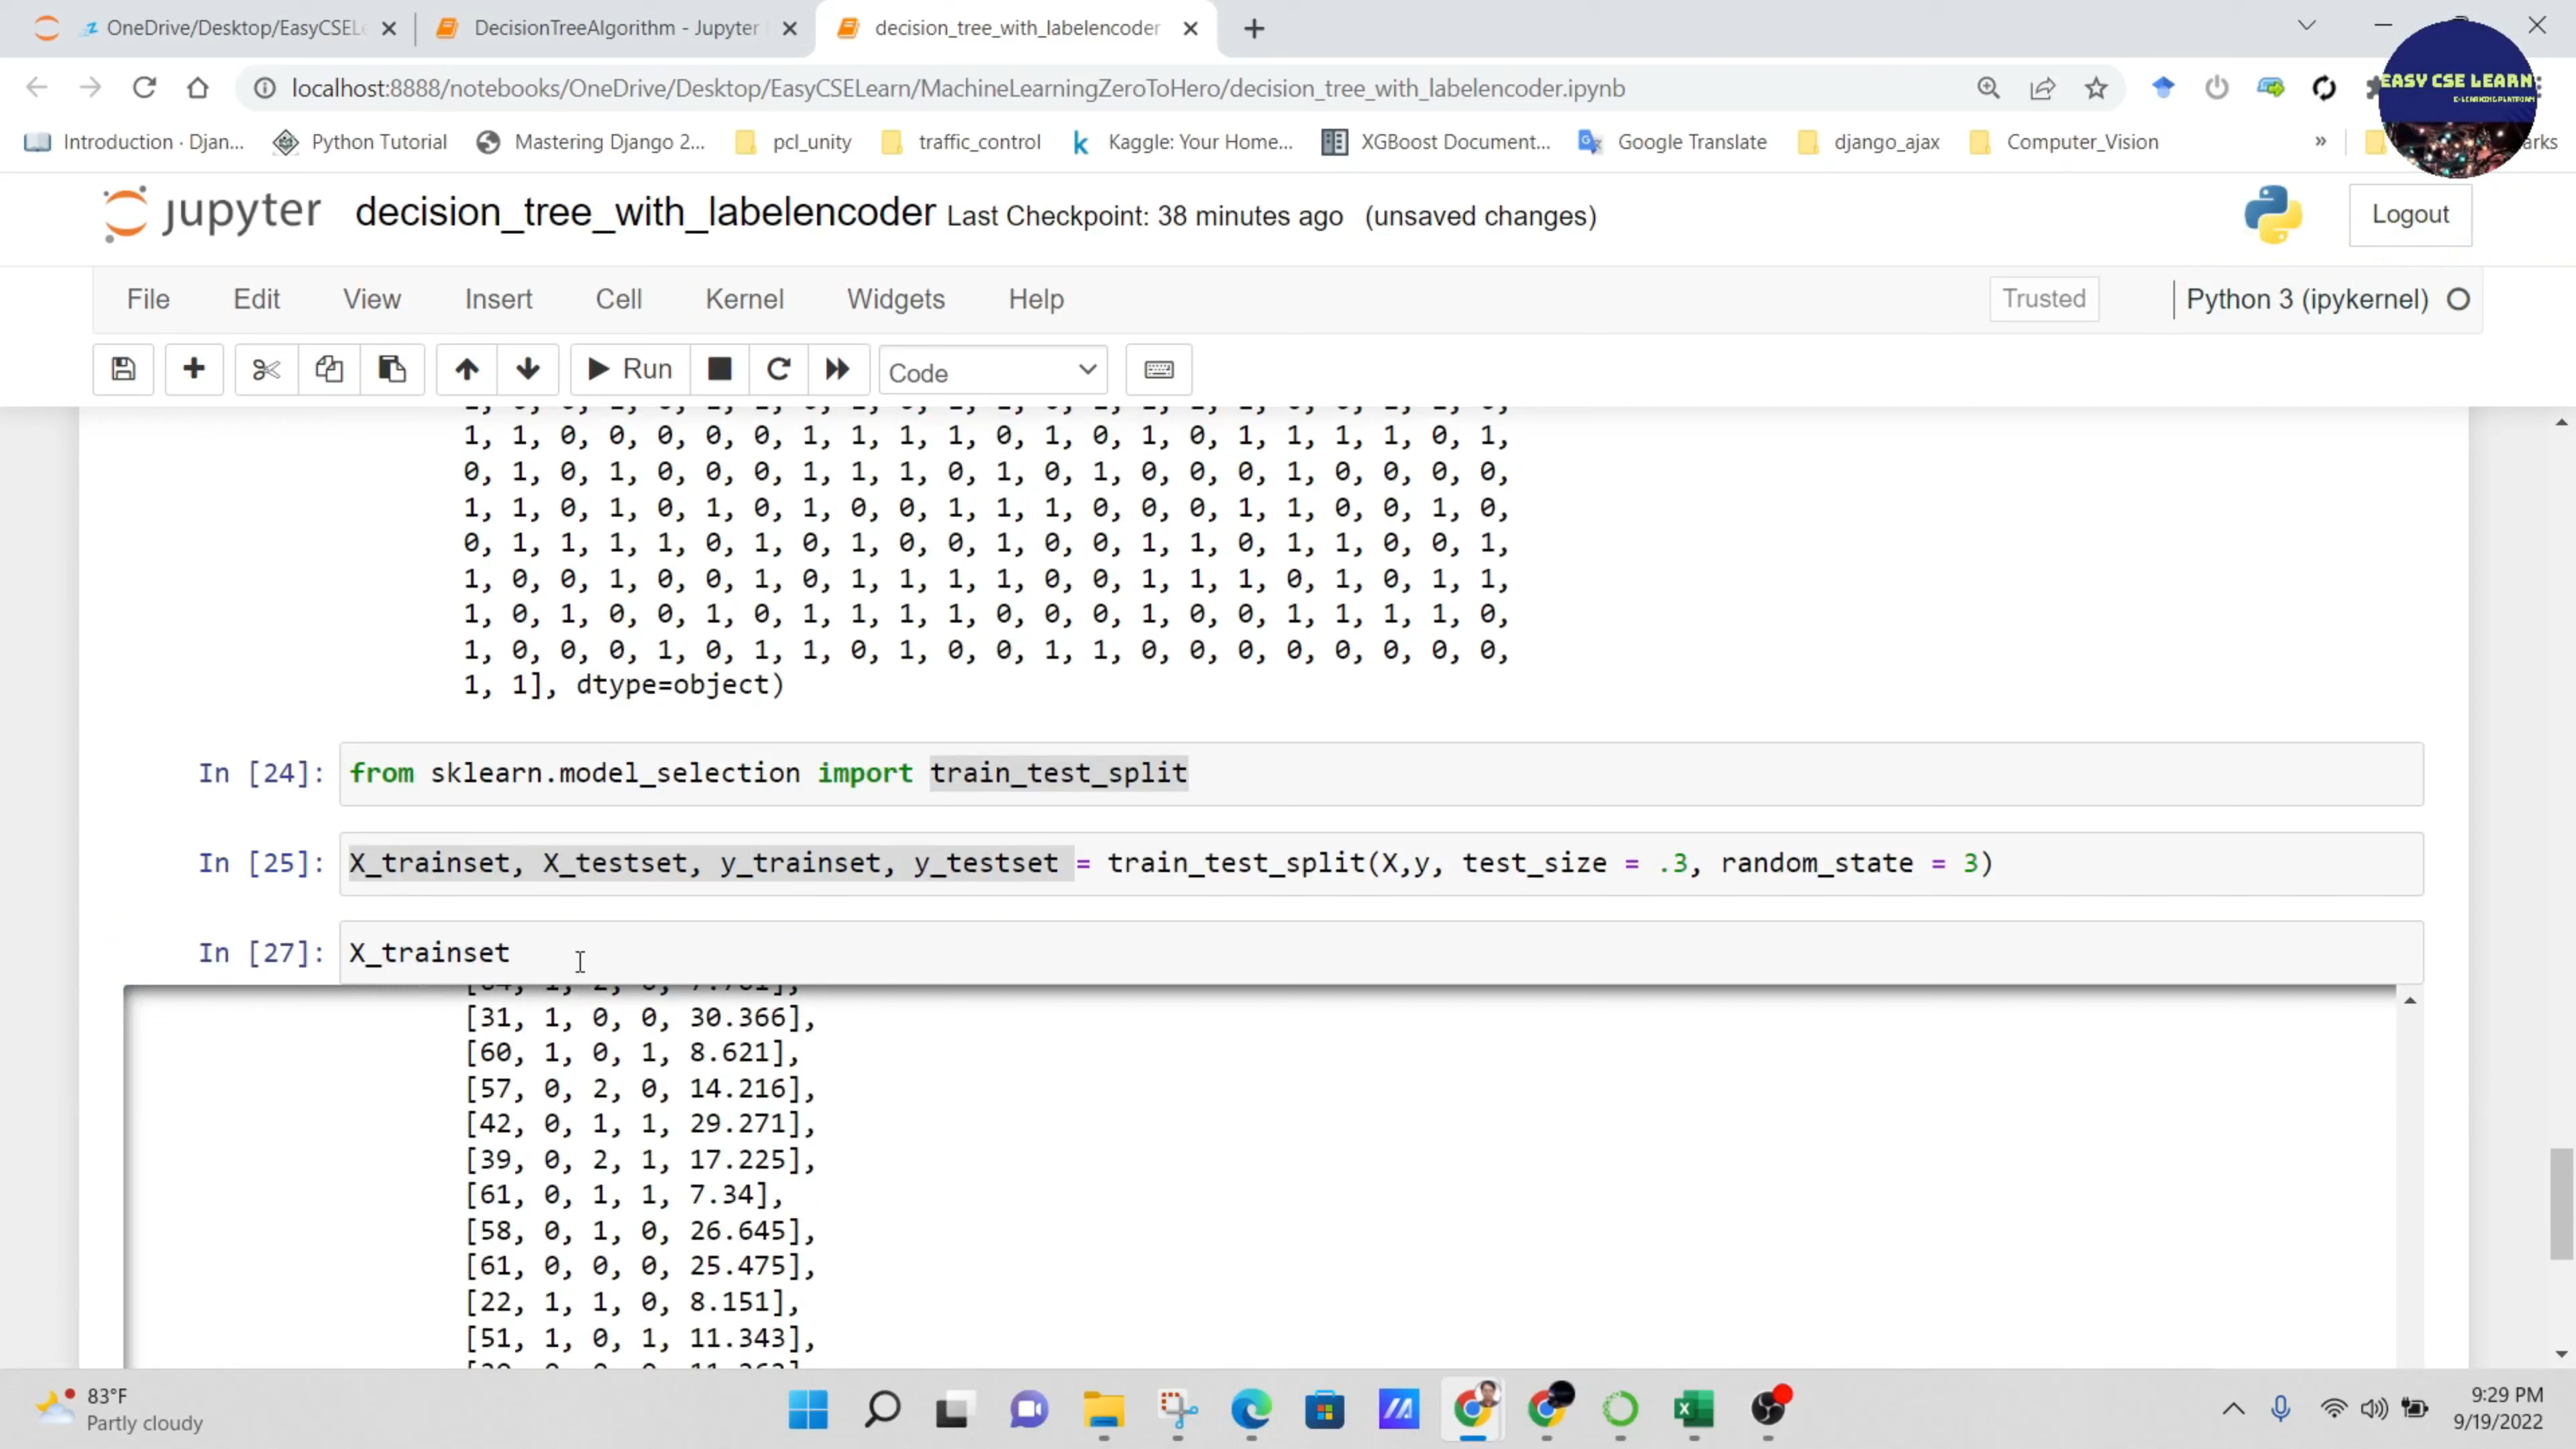 OneDrive/Desktop/EasyCSELe
DecisionTreeAlgorithm - Jupyter
decision_tree_with_labelencoder
localhost:8888/notebooks/OneDrive/Desktop/EasyCSELearn/MachineLearningZeroToHero/decision_tree_with_labelencoder.ipynb
EASY CSE LEARN
E-LEARNING PLATFORM
Introduction · Djan...
Python Tutorial
Mastering Django 2...
pcl_unity
traffic_control
Kaggle: Your Home...
XGBoost Document...
Google Translate
django_ajax
Computer_Vision
»
arks
jupyter decision_tree_with_labelencoder Last Checkpoint: 38 minutes ago (unsaved changes)
Logout
File Edit View Insert Cell Kernel Widgets Help
Trusted
Python 3 (ipykernel)
Run
Code
1, 1, 0, 0, 0, 0, 0, 1, 1, 1, 1, 0, 1, 0, 1, 0, 1, 1, 1, 1, 0, 1,
0, 1, 0, 1, 0, 0, 0, 1, 1, 1, 0, 1, 0, 1, 0, 0, 0, 1, 0, 0, 0, 0,
1, 1, 0, 1, 0, 1, 0, 1, 0, 0, 1, 1, 1, 0, 0, 0, 1, 1, 0, 0, 1, 0,
0, 1, 1, 1, 1, 0, 1, 0, 1, 0, 0, 1, 0, 0, 1, 1, 0, 1, 1, 0, 0, 1,
1, 0, 0, 1, 0, 0, 1, 0, 1, 1, 1, 1, 0, 0, 1, 1, 1, 0, 1, 0, 1, 1,
1, 0, 1, 0, 0, 1, 0, 1, 1, 1, 1, 0, 0, 0, 1, 0, 0, 1, 1, 1, 1, 0,
1, 0, 0, 0, 1, 0, 1, 1, 0, 1, 0, 0, 1, 1, 0, 0, 0, 0, 0, 0, 0, 0,
1, 1], dtype=object)
In [24]: from sklearn.model_selection import train_test_split
In [25]: X_trainset, X_testset, y_trainset, y_testset = train_test_split(X,y, test_size = .3, random_state = 3)
In [27]: X_trainset
[31, 1, 0, 0, 30.366],
[60, 1, 0, 1, 8.621],
[57, 0, 2, 0, 14.216],
[42, 0, 1, 1, 29.271],
[39, 0, 2, 1, 17.225],
[61, 0, 1, 1, 7.34],
[58, 0, 1, 0, 26.645],
[61, 0, 0, 0, 25.475],
[22, 1, 1, 0, 8.151],
[51, 1, 0, 1, 11.343],
83°F
Partly cloudy
9:29 PM
9/19/2022